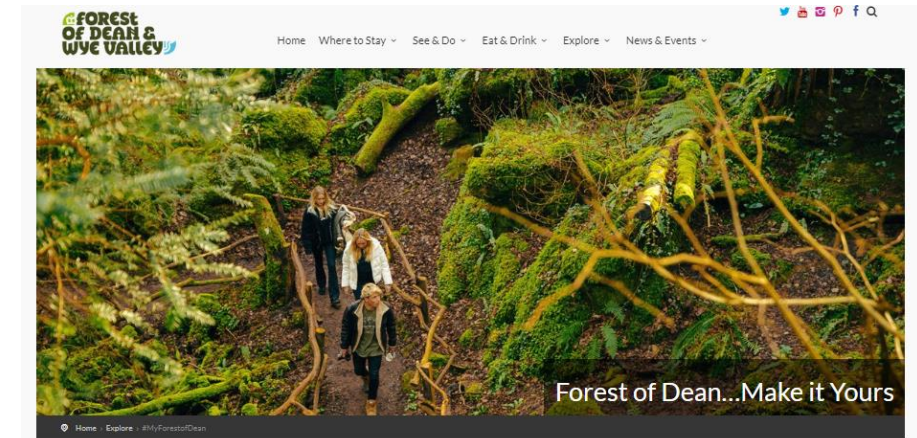 FOREST
OF DEAN &
WYE VALLEY
Home Where to Stay See & Do Eat & Drink Explore News & Events
Forest of Dean...Make it Yours
Home › Explore › #MyForestofDean